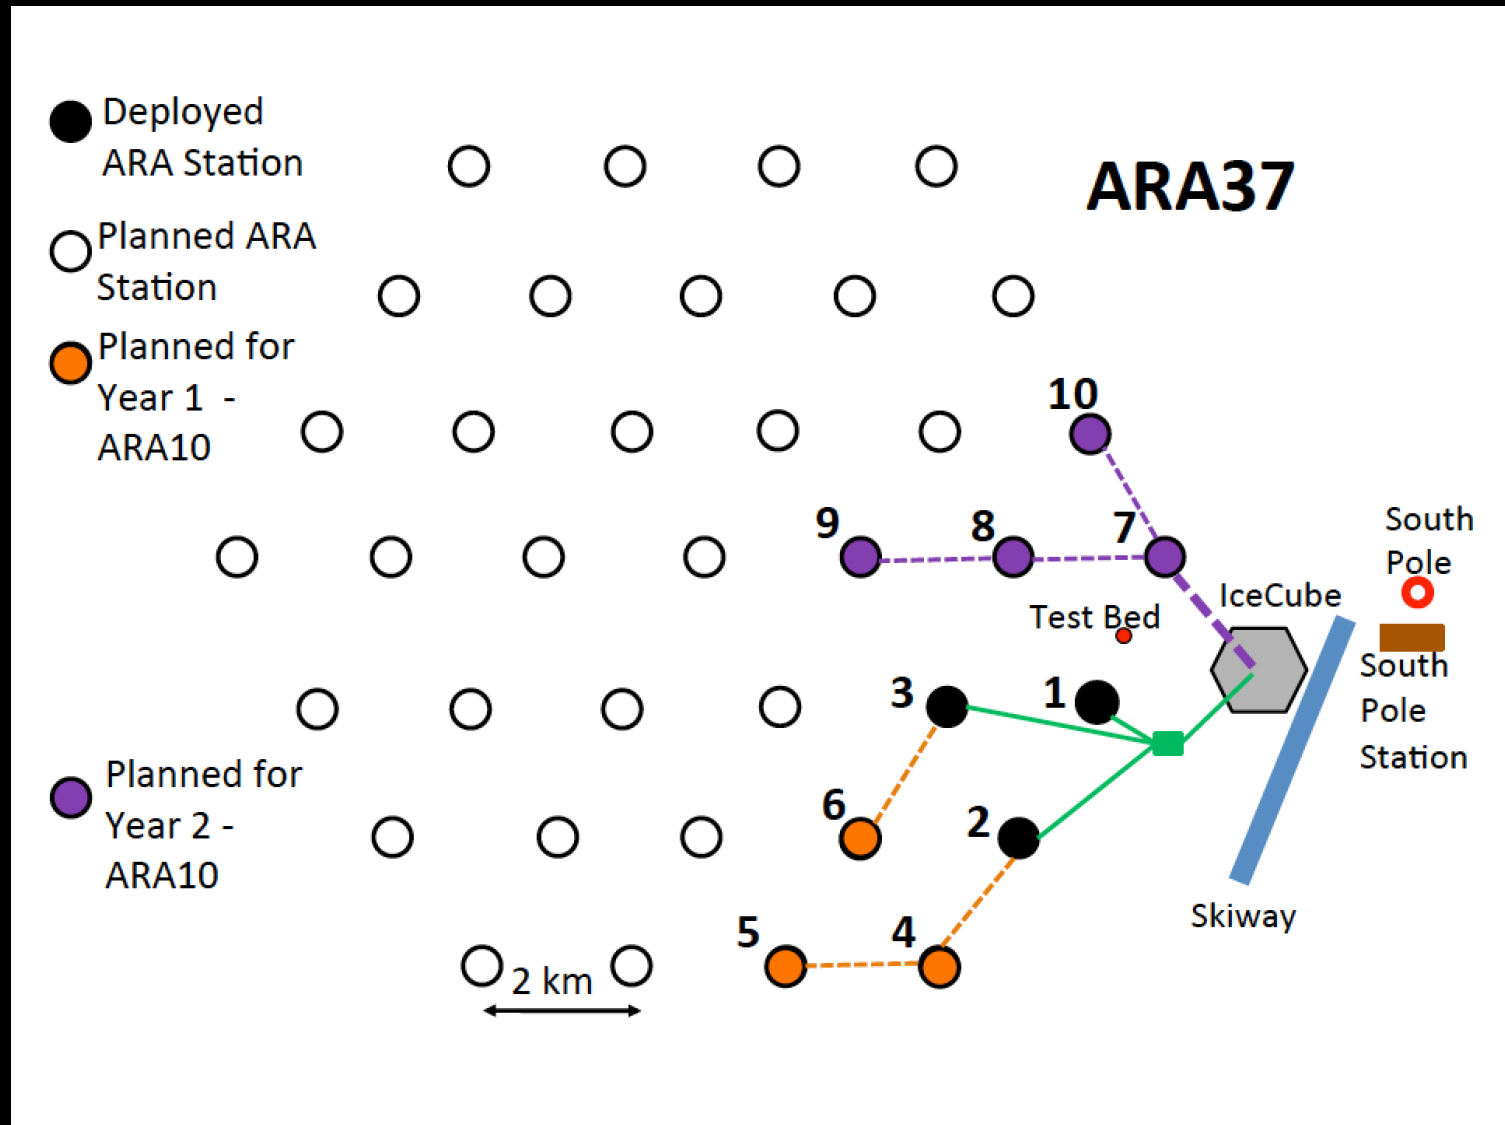 Deployed
ARA Station
ARA37
Planned ARA
Station
Planned for
Year 1 -
ARA10
10
9
8
7
South
Pole
IceCube
Test Bed
South
Pole
Station
3
1
Planned for
Year 2 -
ARA10
6
2
Skiway
5
4
2 km